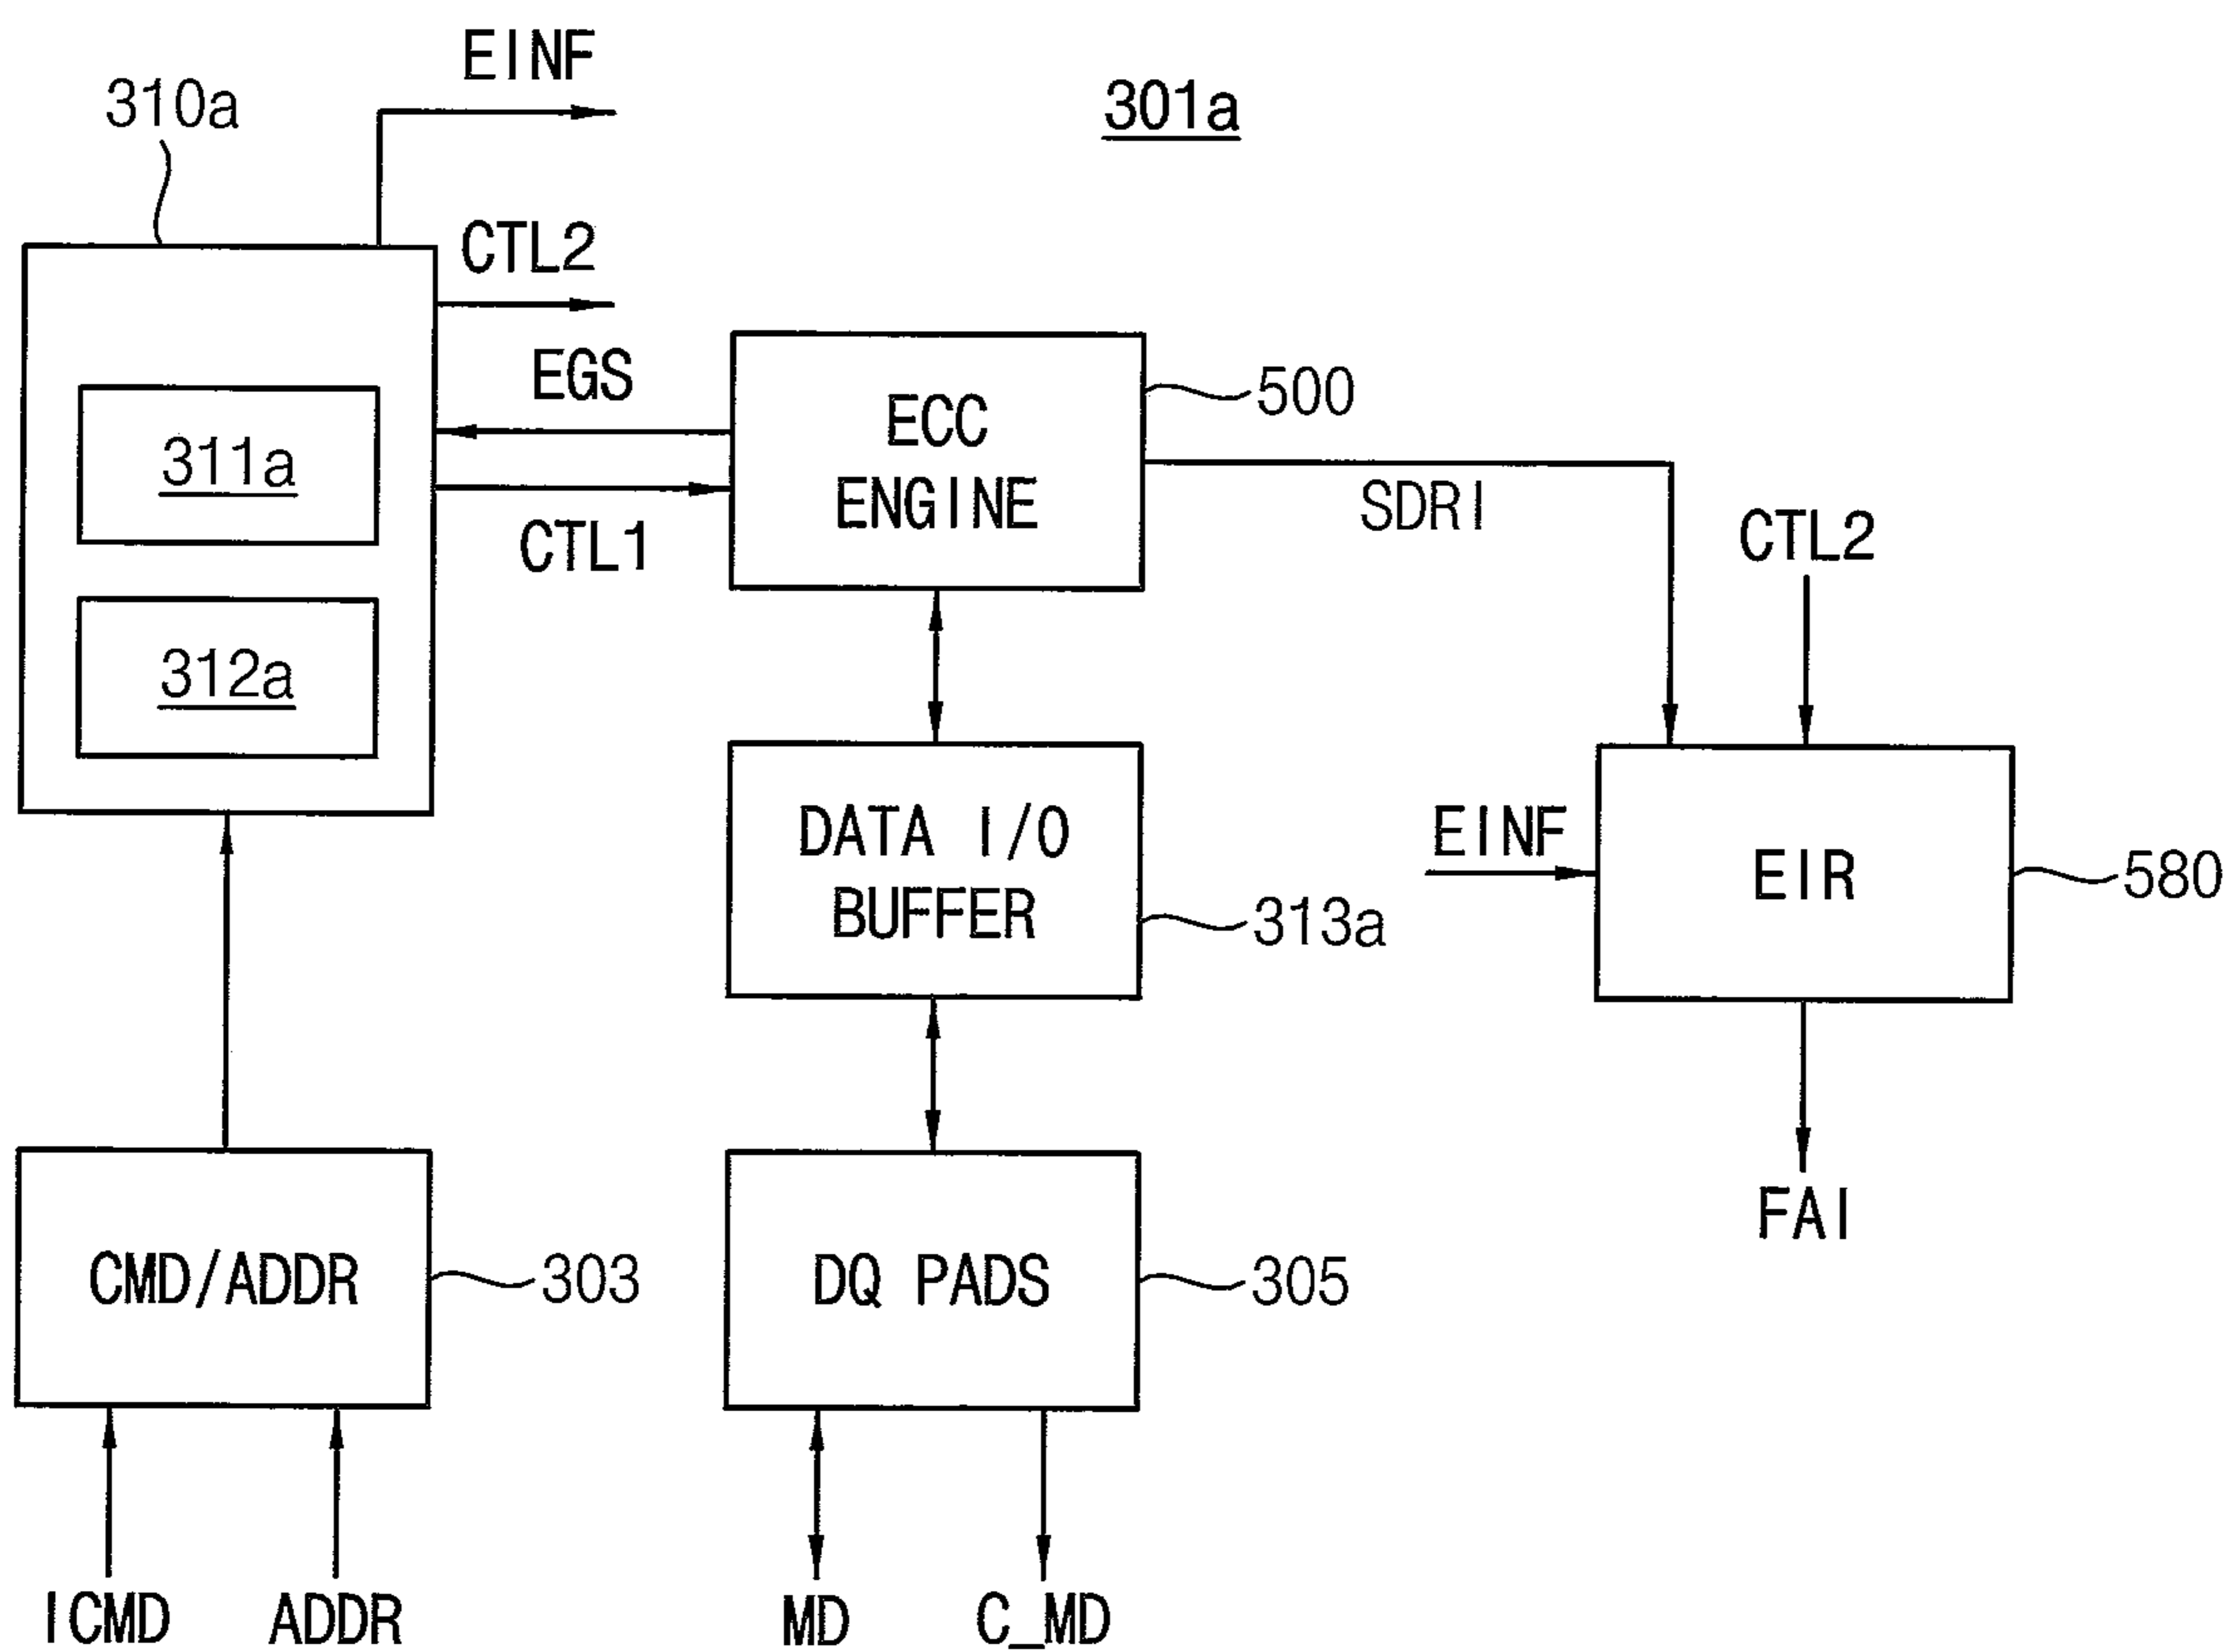 EINF
310a
301a
CTL2
EGS
500
ECC
ENGINE
311a
SDRI
CTL2
CTL1
312a
DATA I/O
BUFFER
EINF
EIR
580
313a
FAI
CMD/ADDR
303
DQ PADS
305
ICMD
ADDR
MD
C_MD